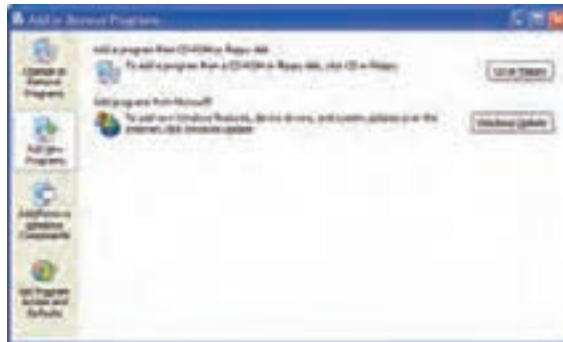 Add or Remove Programs
Change or
Remove
Programs
Add New
Programs
Add/Remove
Windows
Components
Set Program
Access and
Defaults
Add a program from CD-ROM or floppy disk
To add a program from a CD-ROM or floppy disk, click CD or Floppy.
CD or Floppy
Add programs from Microsoft
To add new Windows features, device drivers, and system updates over the
Internet, click Windows Update.
Windows Update